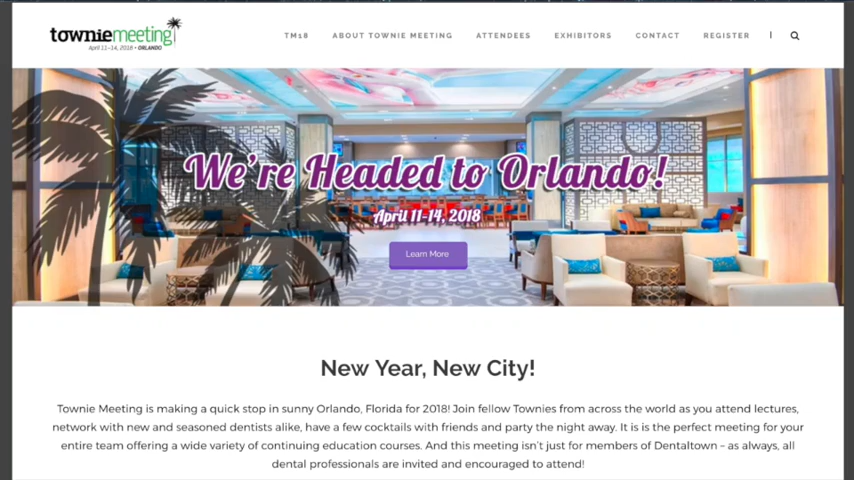 towniemeeting
April 11-14, 2018 • ORLANDO
TM18 ABOUT TOWNIE MEETING ATTENDEES EXHIBITORS CONTACT REGISTER
We're Headed to Orlando!
April 11-14, 2018
Learn More
New Year, New City!
Townie Meeting is making a quick stop in sunny Orlando, Florida for 2018! Join fellow Townies from across the world as you attend lectures,
network with new and seasoned dentists alike, have a few cocktails with friends and party the night away. It is is the perfect meeting for your
entire team offering a wide variety of continuing education courses. And this meeting isn't just for members of Dentaltown – as always, all
dental professionals are invited and encouraged to attend!